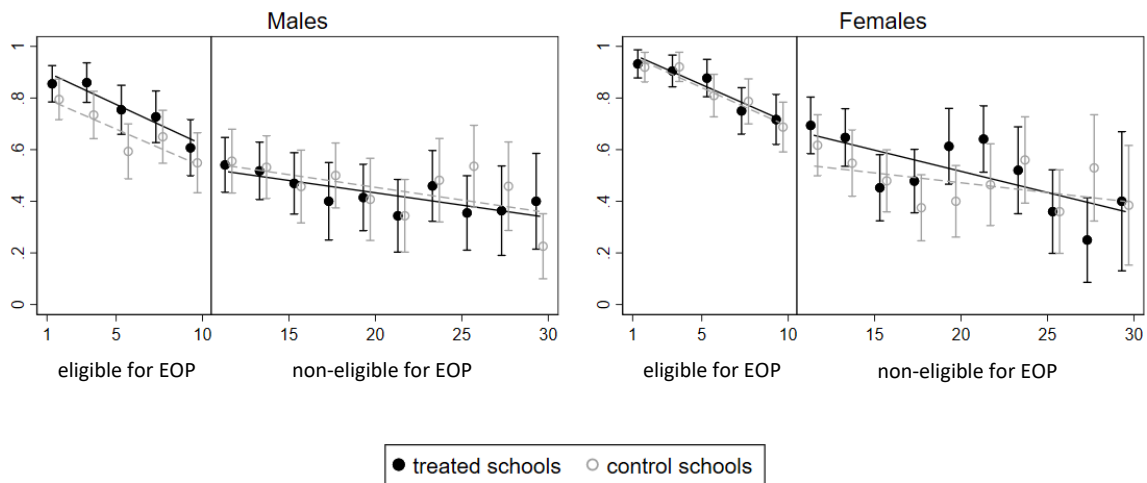 Males
Females
1
.8
.6
.4
.2
0
1 5 10 15 20 25 30
1
.8
.6
.4
.2
0
1 5 10 15 20 25 30
eligible for EOP non-eligible for EOP
eligible for EOP non-eligible for EOP
treated schools control schools